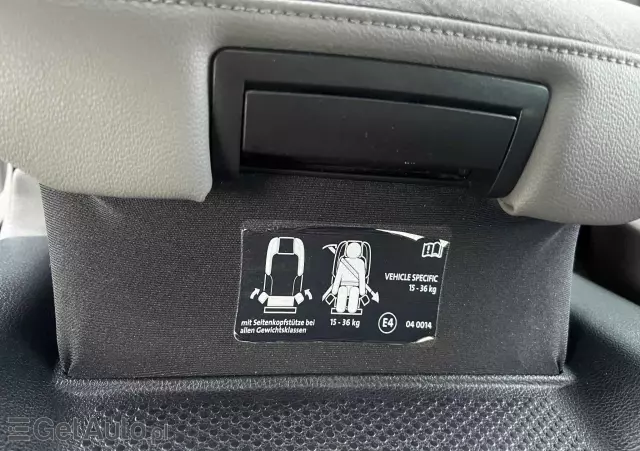 VEHICLE SPECIFIC
15 - 36 kg
mit Seitenkopfstütze bei
allen Gewichtsklassen
15 - 36 kg
E4
04 0014
GetAuto.pl